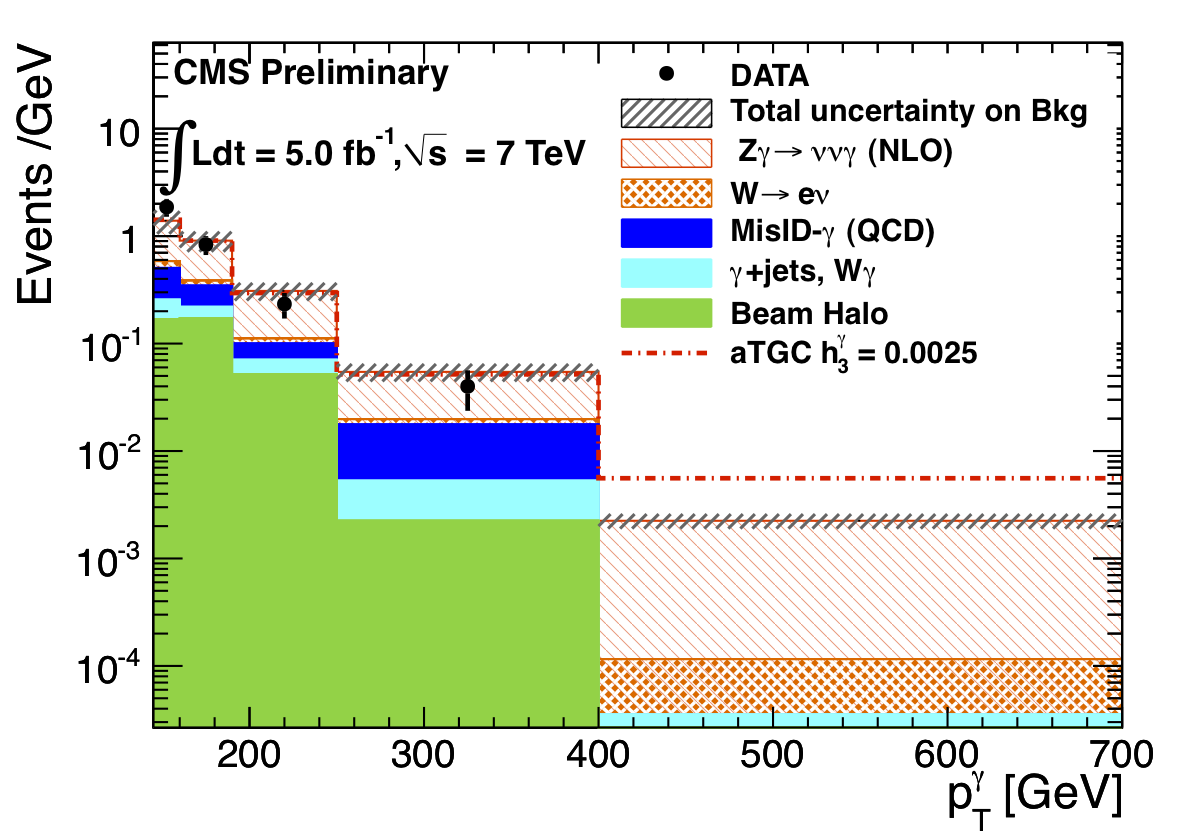 CMS Preliminary
∫Ldt = 5.0 fb⁻¹,√s = 7 TeV
DATA
Total uncertainty on Bkg
Zγ→ ννγ (NLO)
W→ eν
MisID-γ (QCD)
γ+jets, Wγ
Beam Halo
aTGC h₃^γ = 0.0025
Events /GeV
10
1
10⁻¹
10⁻²
10⁻³
10⁻⁴
200 300 400 500 600 700
p_T^γ [GeV]